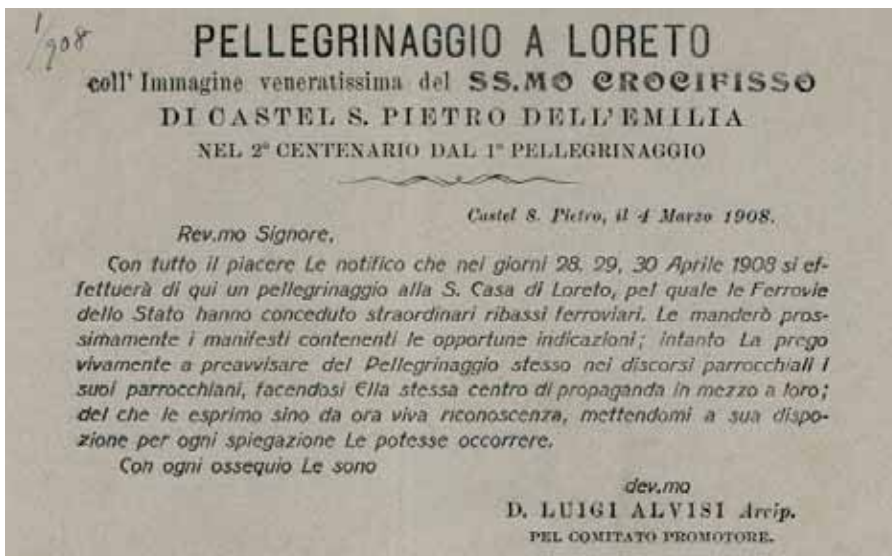 1/908
PELLEGRINAGGIO A LORETO
coll' Immagine veneratissima del SS.MO CROCIFISSO
DI CASTEL S. PIETRO DELL'EMILIA
NEL 2° CENTENARIO DAL 1° PELLEGRINAGGIO
Castel S. Pietro, il 4 Marzo 1908.
Rev.mo Signore,
Con tutto il piacere Le notifico che nei giorni 28, 29, 30 Aprile 1908 si ef-
fettuerà di qui un pellegrinaggio alla S. Casa di Loreto, pel quale le Ferrovie
dello Stato hanno conceduto straordinari ribassi ferroviari. Le manderò pros-
simamente i manifesti contenenti le opportune indicazioni; intanto La prego
vivamente a preavvisare del Pellegrinaggio stesso nei discorsi parrocchiali i
suoi parrocchiani, facendosi Ella stessa centro di propaganda in mezzo a loro;
del che le esprimo sino da ora viva riconoscenza, mettendomi a sua dispo-
zione per ogni spiegazione Le potesse occorrere.
Con ogni ossequio Le sono
dev.mo
D. LUIGI ALVISI Arcip.
PEL COMITATO PROMOTORE.